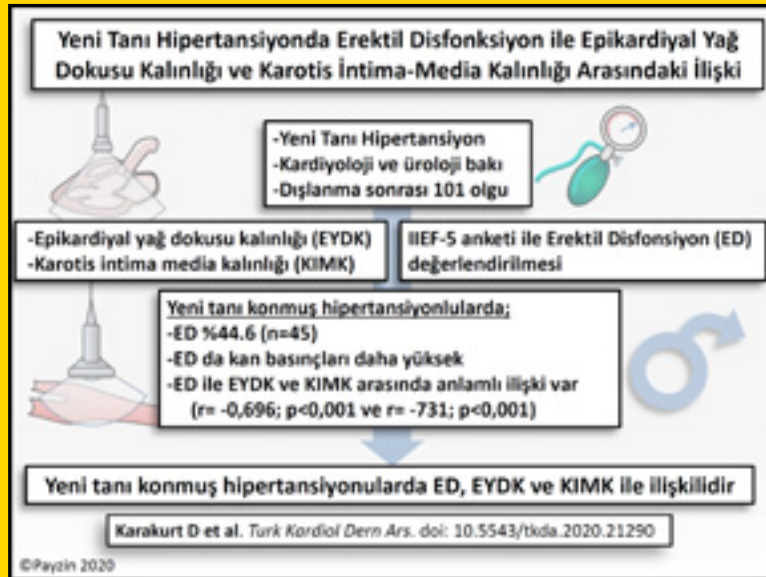 Yeni Tanı Hipertansiyonda Erektil Disfonksiyon ile Epikardiyal Yağ
Dokusu Kalınlığı ve Karotis İntima-Media Kalınlığı Arasındaki İlişki
-Yeni Tanı Hipertansiyon
-Kardiyoloji ve üroloji bakı
-Dışlanma sonrası 101 olgu
-Epikardiyal yağ dokusu kalınlığı (EYDK)
-Karotis intima media kalınlığı (KIMK)
IIEF-5 anketi ile Erektil Disfonsiyon (ED)
değerlendirilmesi
Yeni tanı konmuş hipertansiyonlularda;
-ED %44.6 (n=45)
-ED da kan basınçları daha yüksek
-ED ile EYDK ve KIMK arasında anlamlı ilişki var
(r= -0,696; p<0,001 ve r= -731; p<0,001)
Yeni tanı konmuş hipertansiyonularda ED, EYDK ve KIMK ile ilişkilidir
Karakurt D et al. Turk Kardiol Dern Ars. doi: 10.5543/tkda.2020.21290
©Payzin 2020